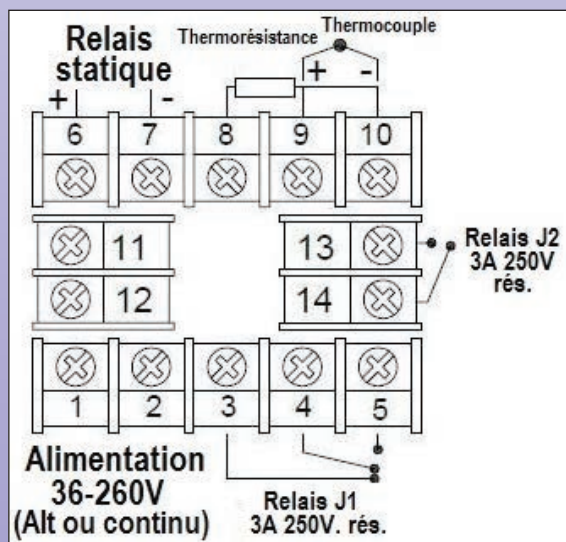 Relais
statique
Thermorésistance
Thermocouple
+ -
+ -
6 7 8 9 10
11
12
13
14
Relais J2
3A 250V
rés.
1 2 3 4 5
Alimentation
36-260V
(Alt ou continu)
Relais J1
3A 250V. rés.